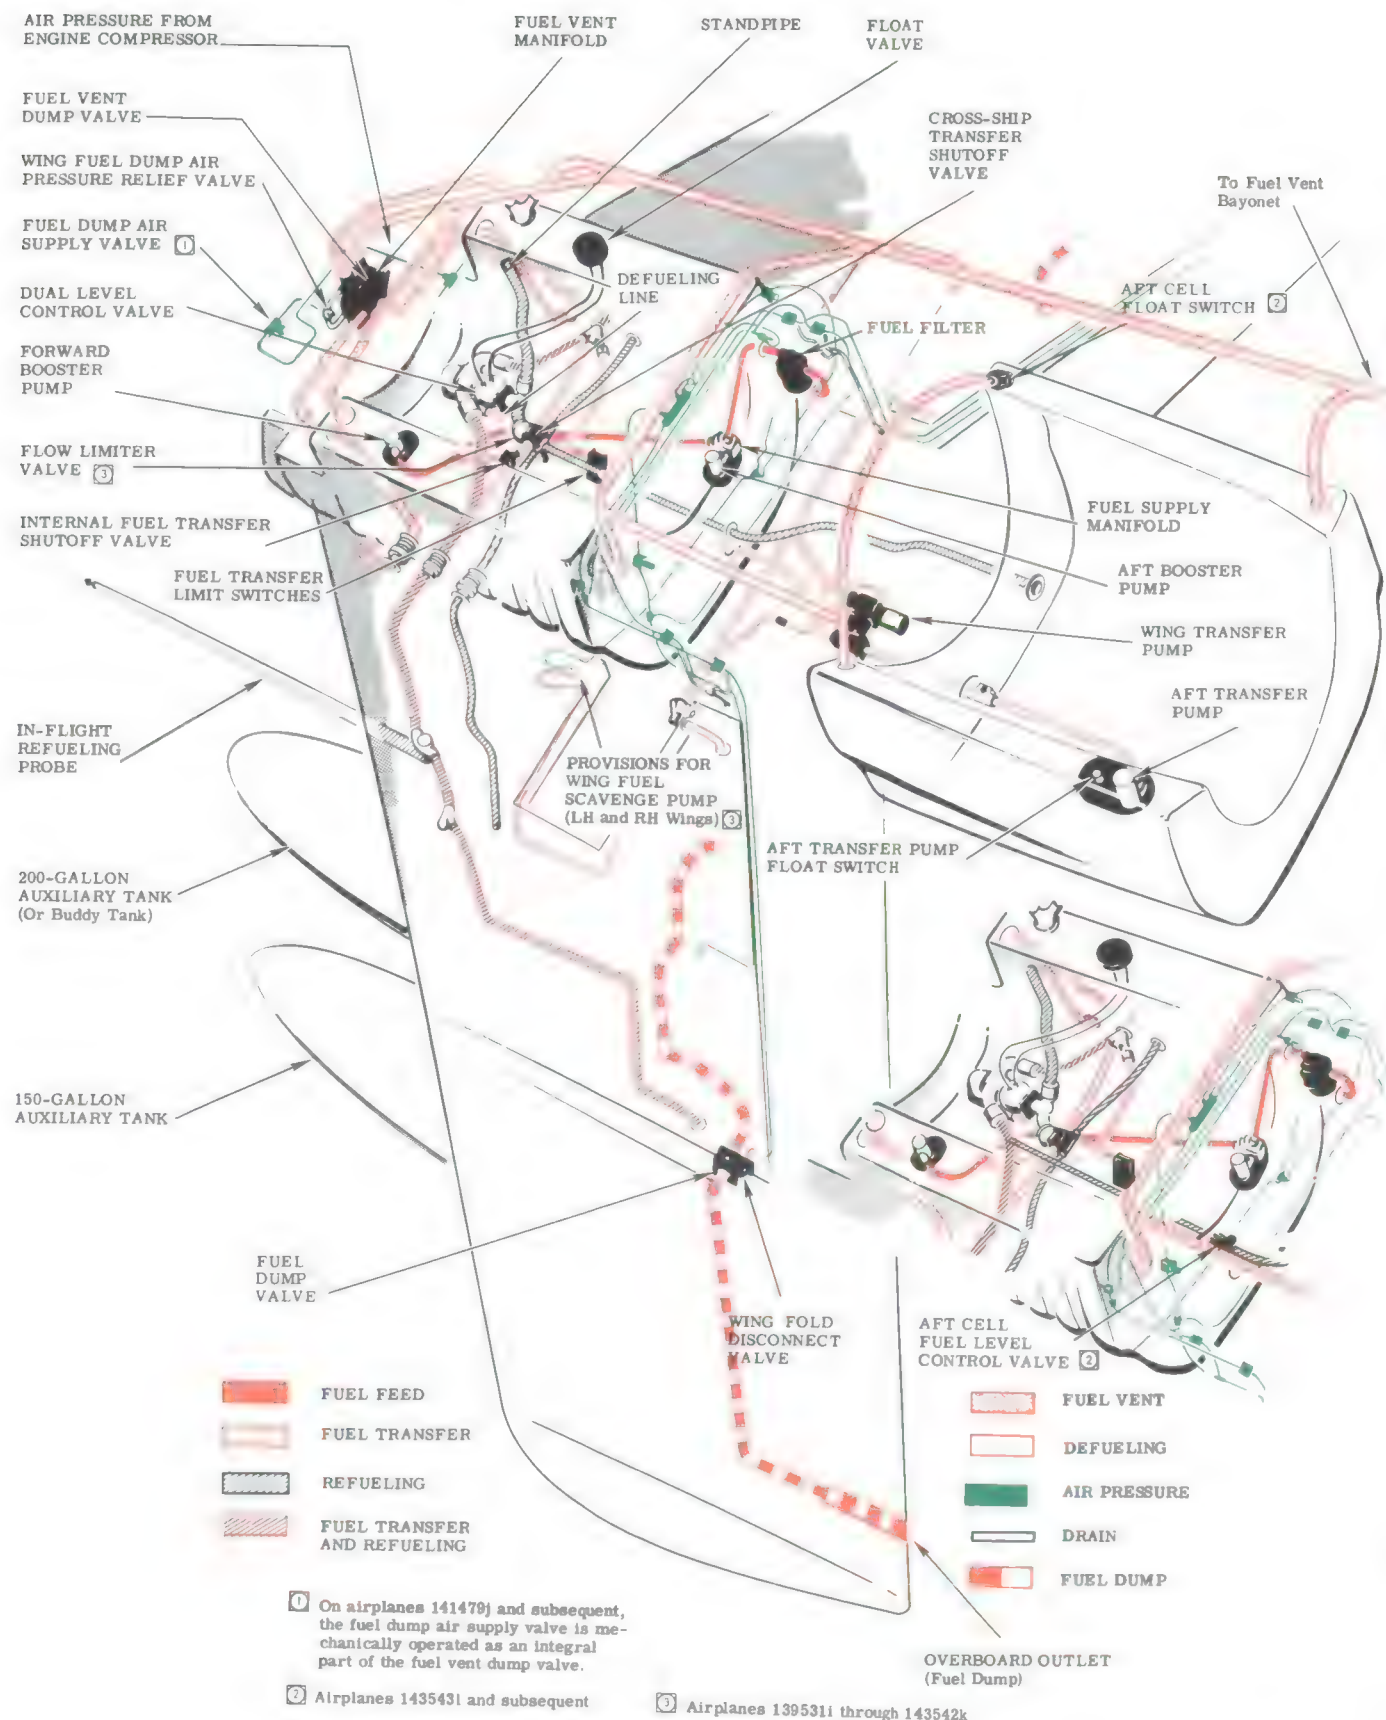 AIR PRESSURE FROM
ENGINE COMPRESSOR
FUEL VENT
MANIFOLD
STANDPIPE
FLOAT
VALVE
FUEL VENT
DUMP VALVE
WING FUEL DUMP AIR
PRESSURE RELIEF VALVE
FUEL DUMP AIR
SUPPLY VALVE 1
DUAL LEVEL
CONTROL VALVE
FORWARD
BOOSTER
PUMP
FLOW LIMITER
VALVE 3
INTERNAL FUEL TRANSFER
SHUTOFF VALVE
FUEL TRANSFER
LIMIT SWITCHES
IN-FLIGHT
REFUELING
PROBE
200-GALLON
AUXILIARY TANK
(Or Buddy Tank)
150-GALLON
AUXILIARY TANK
DEFUELING
LINE
CROSS-SHIP
TRANSFER
SHUTOFF
VALVE
To Fuel Vent
Bayonet
AFT CELL
FLOAT SWITCH 2
FUEL FILTER
FUEL SUPPLY
MANIFOLD
AFT BOOSTER
PUMP
WING TRANSFER
PUMP
AFT TRANSFER
PUMP
PROVISIONS FOR
WING FUEL
SCAVENGE PUMP
(LH and RH Wings) 3
AFT TRANSFER PUMP
FLOAT SWITCH
FUEL
DUMP
VALVE
WING FOLD
DISCONNECT
VALVE
AFT CELL
FUEL LEVEL
CONTROL VALVE 2
FUEL FEED
FUEL TRANSFER
REFUELING
FUEL TRANSFER
AND REFUELING
FUEL VENT
DEFUELING
AIR PRESSURE
DRAIN
FUEL DUMP
OVERBOARD OUTLET
(Fuel Dump)
1 On airplanes 141479j and subsequent,
the fuel dump air supply valve is me-
chanically operated as an integral
part of the fuel vent dump valve.
2 Airplanes 143543l and subsequent
3 Airplanes 139531i through 143542k